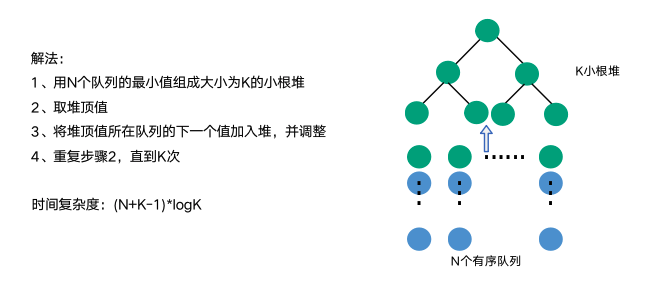 解法：
1、用N个队列的最小值组成大小为K的小根堆
2、取堆顶值
3、将堆顶值所在队列的下一个值加入堆，并调整
4、重复步骤2，直到K次
时间复杂度：(N+K-1)*logK
K小根堆
N个有序队列